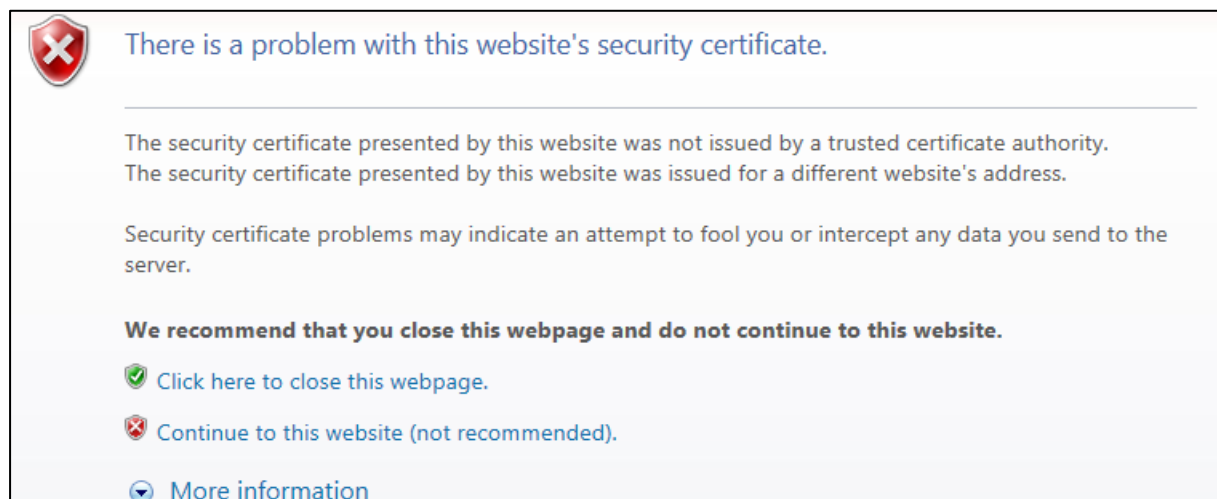 There is a problem with this website's security certificate.
The security certificate presented by this website was not issued by a trusted certificate authority.
The security certificate presented by this website was issued for a different website's address.
Security certificate problems may indicate an attempt to fool you or intercept any data you send to the
server.
We recommend that you close this webpage and do not continue to this website.
Click here to close this webpage.
Continue to this website (not recommended).
More information